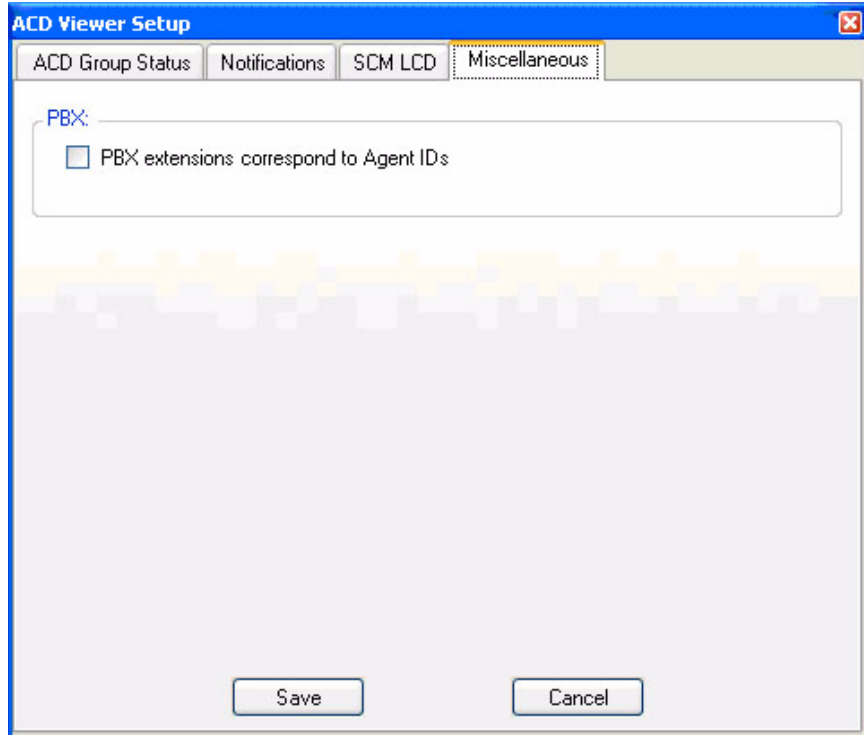 ACD Viewer Setup
ACD Group Status Notifications SCM LCD Miscellaneous
PBX:
PBX extensions correspond to Agent IDs
Save Cancel